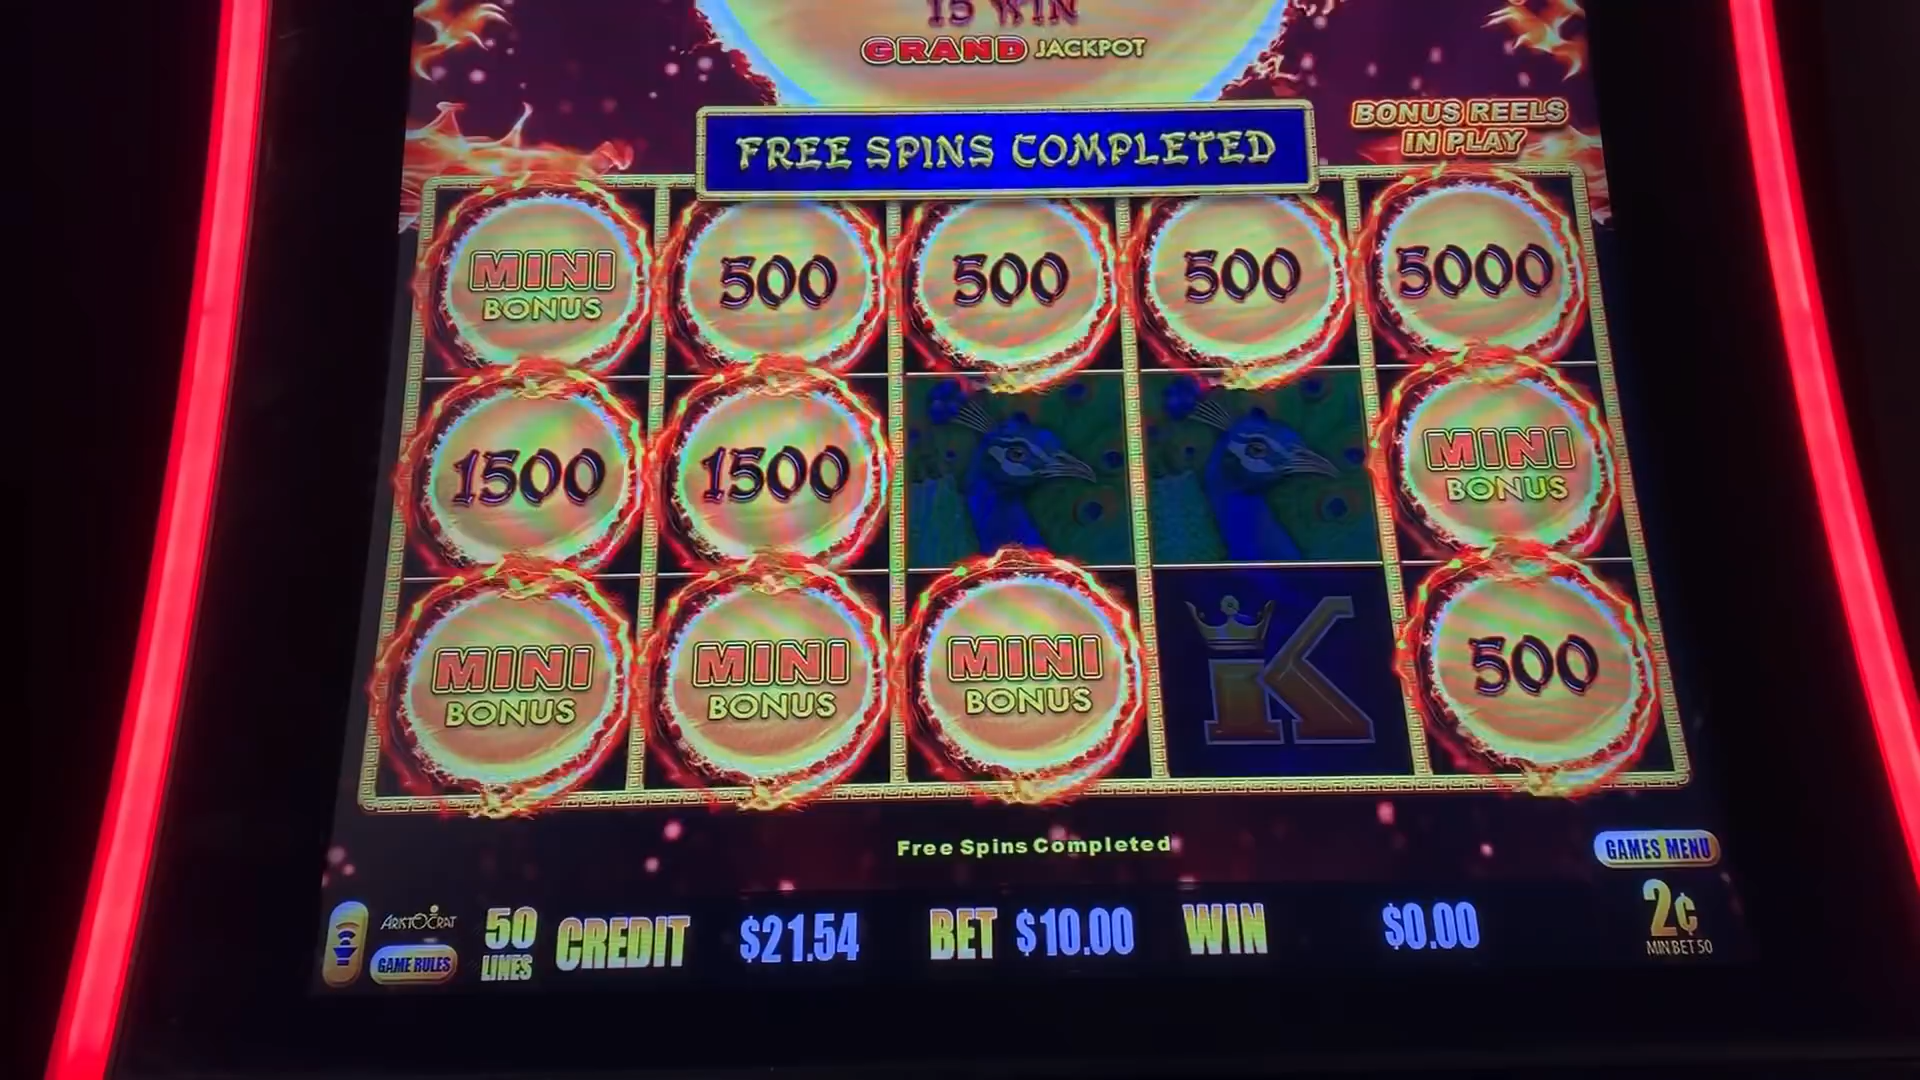 15 WIN
GRAND JACKPOT
FREE SPINS COMPLETED
BONUS REELS
IN PLAY
MINI
BONUS
500
500
500
5000
1500
1500
MINI
BONUS
MINI
BONUS
MINI
BONUS
MINI
BONUS
K
500
Free Spins Completed
GAMES MENU
ARISTOCRAT
GAME RULES
50
LINES
CREDIT $21.54
BET $10.00
WIN $0.00
2¢
MIN BET 50